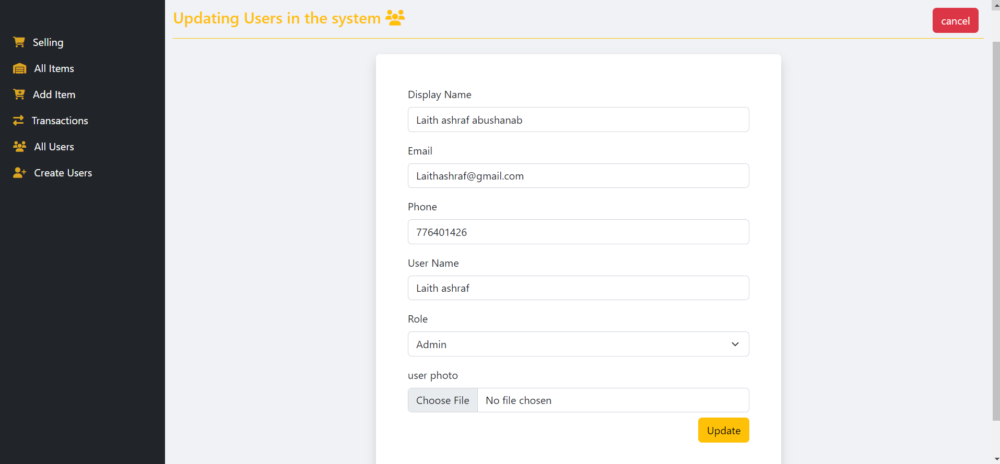 Selling
All Items
Add Item
Transactions
All Users
Create Users
Updating Users in the system
cancel
Display Name
Laith ashraf abushanab
Email
Laithashraf@gmail.com
Phone
776401426
User Name
Laith ashraf
Role
Admin
user photo
Choose File No file chosen
Update